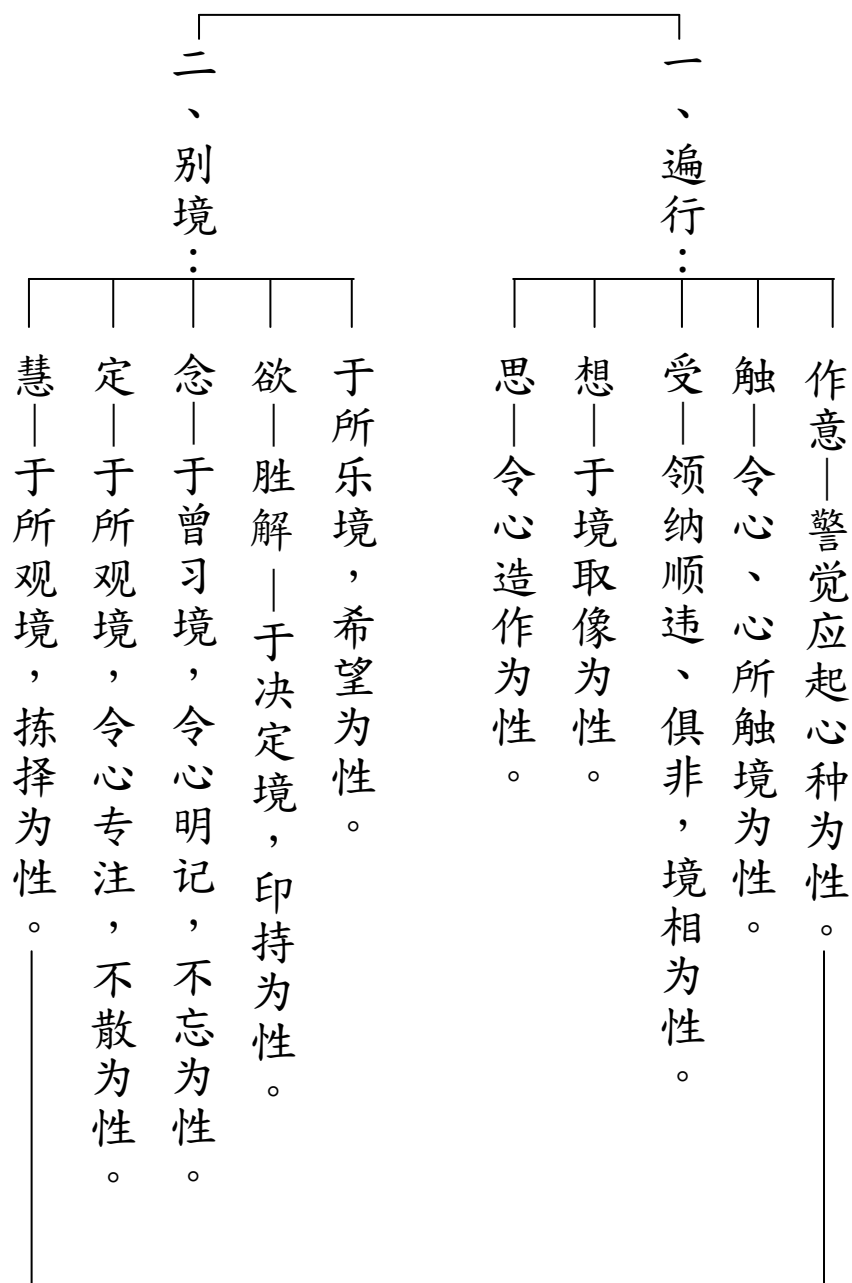 一、遍行：
作意—警觉应起心种为性。
触—令心、心所触境为性。
受—领纳顺违、俱非，境相为性。
想—于境取像为性。
思—令心造作为性。
二、别境：
于所乐境，希望为性。
欲—胜解—于决定境，印持为性。
念—于曾习境，令心明记，不忘为性。
定—于所观境，令心专注，不散为性。
慧—于所观境，拣择为性。